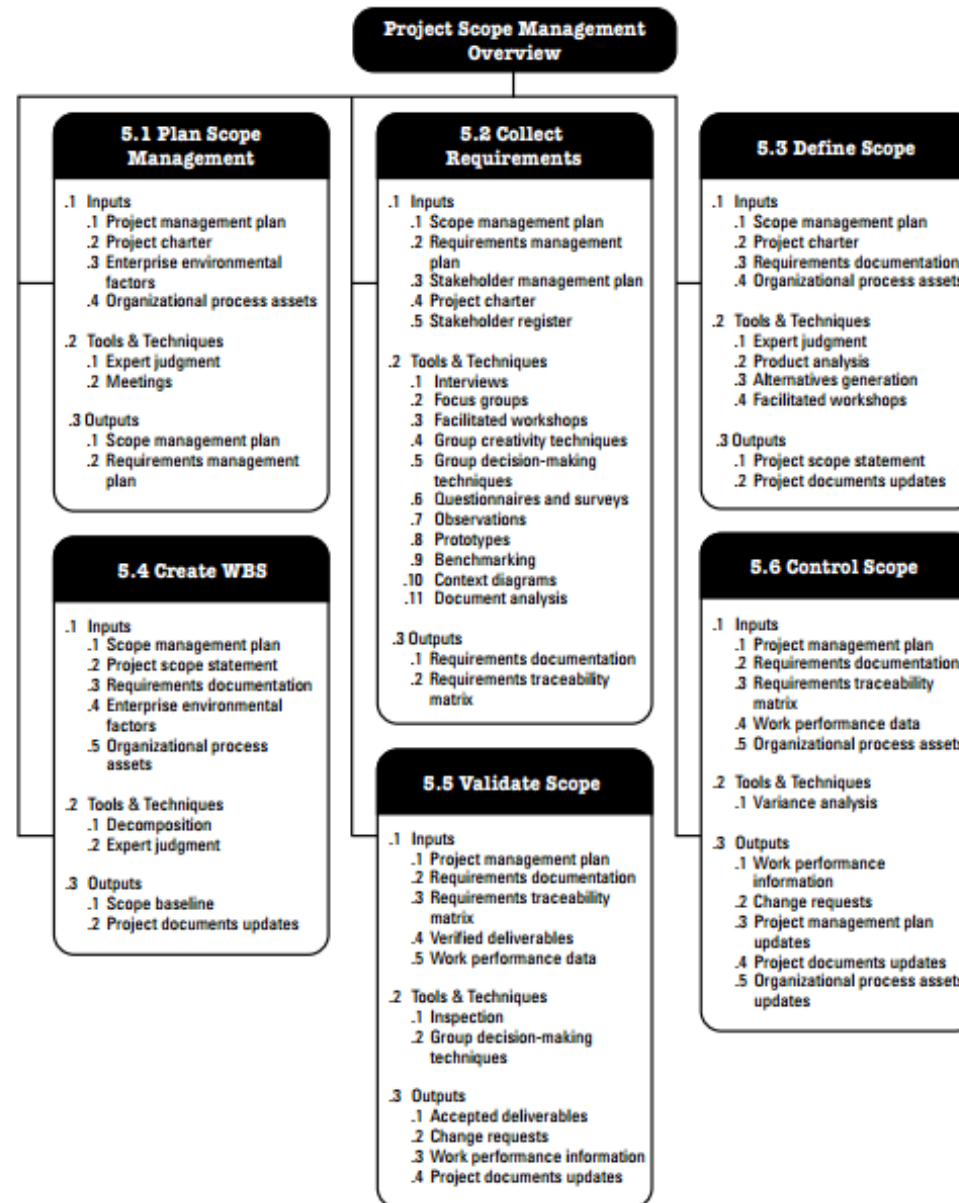 Project Scope Management
Overview
5.1 Plan Scope
Management
.1 Inputs
.1 Project management plan
.2 Project charter
.3 Enterprise environmental
factors
.4 Organizational process assets
.2 Tools & Techniques
.1 Expert judgment
.2 Meetings
.3 Outputs
.1 Scope management plan
.2 Requirements management
plan
5.2 Collect
Requirements
.1 Inputs
.1 Scope management plan
.2 Requirements management
plan
.3 Stakeholder management plan
.4 Project charter
.5 Stakeholder register
.2 Tools & Techniques
.1 Interviews
.2 Focus groups
.3 Facilitated workshops
.4 Group creativity techniques
.5 Group decision-making
techniques
.6 Questionnaires and surveys
.7 Observations
.8 Prototypes
.9 Benchmarking
.10 Context diagrams
.11 Document analysis
.3 Outputs
.1 Requirements documentation
.2 Requirements traceability
matrix
5.3 Define Scope
.1 Inputs
.1 Scope management plan
.2 Project charter
.3 Requirements documentation
.4 Organizational process assets
.2 Tools & Techniques
.1 Expert judgment
.2 Product analysis
.3 Alternatives generation
.4 Facilitated workshops
.3 Outputs
.1 Project scope statement
.2 Project documents updates
5.4 Create WBS
.1 Inputs
.1 Scope management plan
.2 Project scope statement
.3 Requirements documentation
.4 Enterprise environmental
factors
.5 Organizational process
assets
.2 Tools & Techniques
.1 Decomposition
.2 Expert judgment
.3 Outputs
.1 Scope baseline
.2 Project documents updates
5.5 Validate Scope
.1 Inputs
.1 Project management plan
.2 Requirements documentation
.3 Requirements traceability
matrix
.4 Verified deliverables
.5 Work performance data
.2 Tools & Techniques
.1 Inspection
.2 Group decision-making
techniques
.3 Outputs
.1 Accepted deliverables
.2 Change requests
.3 Work performance information
.4 Project documents updates
5.6 Control Scope
.1 Inputs
.1 Project management plan
.2 Requirements documentation
.3 Requirements traceability
matrix
.4 Work performance data
.5 Organizational process assets
.2 Tools & Techniques
.1 Variance analysis
.3 Outputs
.1 Work performance
information
.2 Change requests
.3 Project management plan
updates
.4 Project documents updates
.5 Organizational process assets
updates